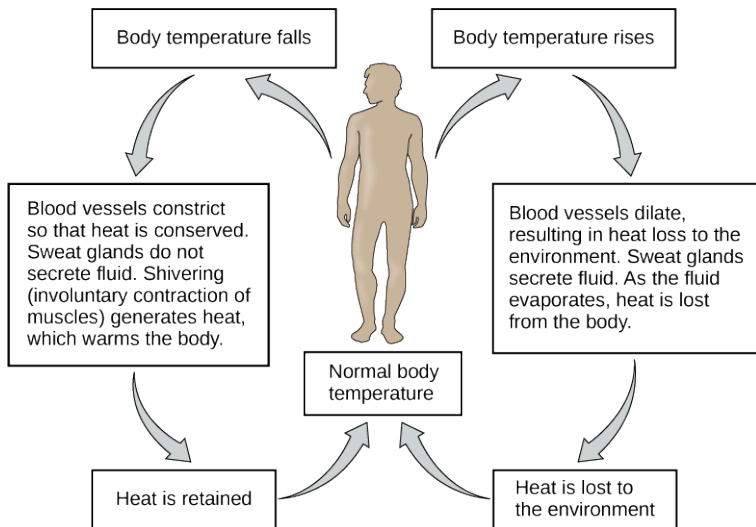 Body temperature falls
Body temperature rises
Blood vessels constrict
so that heat is conserved.
Sweat glands do not
secrete fluid. Shivering
(involuntary contraction of
muscles) generates heat,
which warms the body.
Blood vessels dilate,
resulting in heat loss to the
environment. Sweat glands
secrete fluid. As the fluid
evaporates, heat is lost
from the body.
Normal body
temperature
Heat is retained
Heat is lost to
the environment